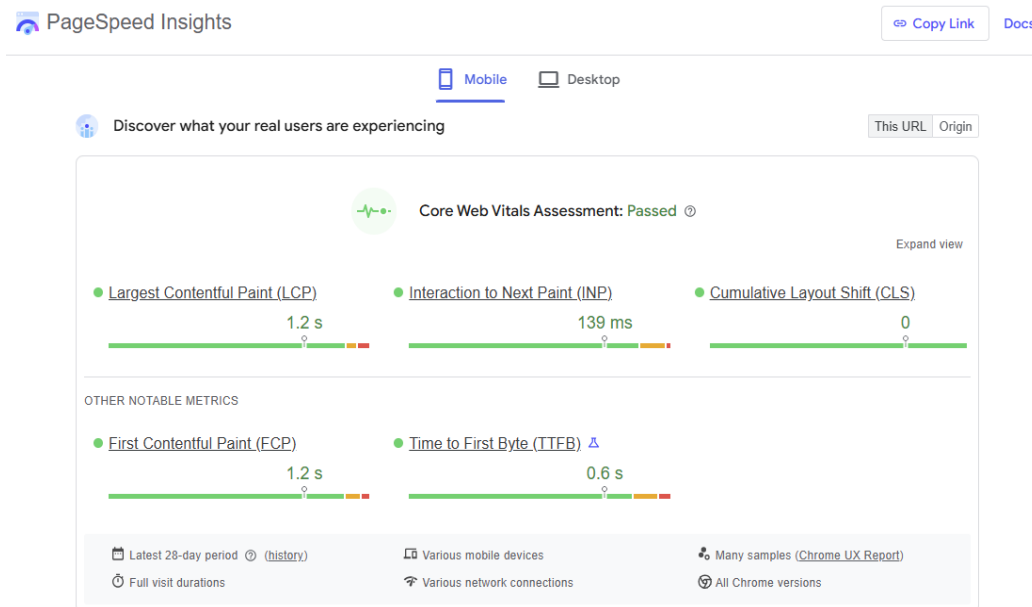 PageSpeed Insights
Copy Link
Docs
Mobile
Desktop
Discover what your real users are experiencing
This URL
Origin
Core Web Vitals Assessment: Passed
Expand view
Largest Contentful Paint (LCP)
1.2 s
Interaction to Next Paint (INP)
139 ms
Cumulative Layout Shift (CLS)
0
OTHER NOTABLE METRICS
First Contentful Paint (FCP)
1.2 s
Time to First Byte (TTFB)
0.6 s
Latest 28-day period (history)
Various mobile devices
Many samples (Chrome UX Report)
Full visit durations
Various network connections
All Chrome versions